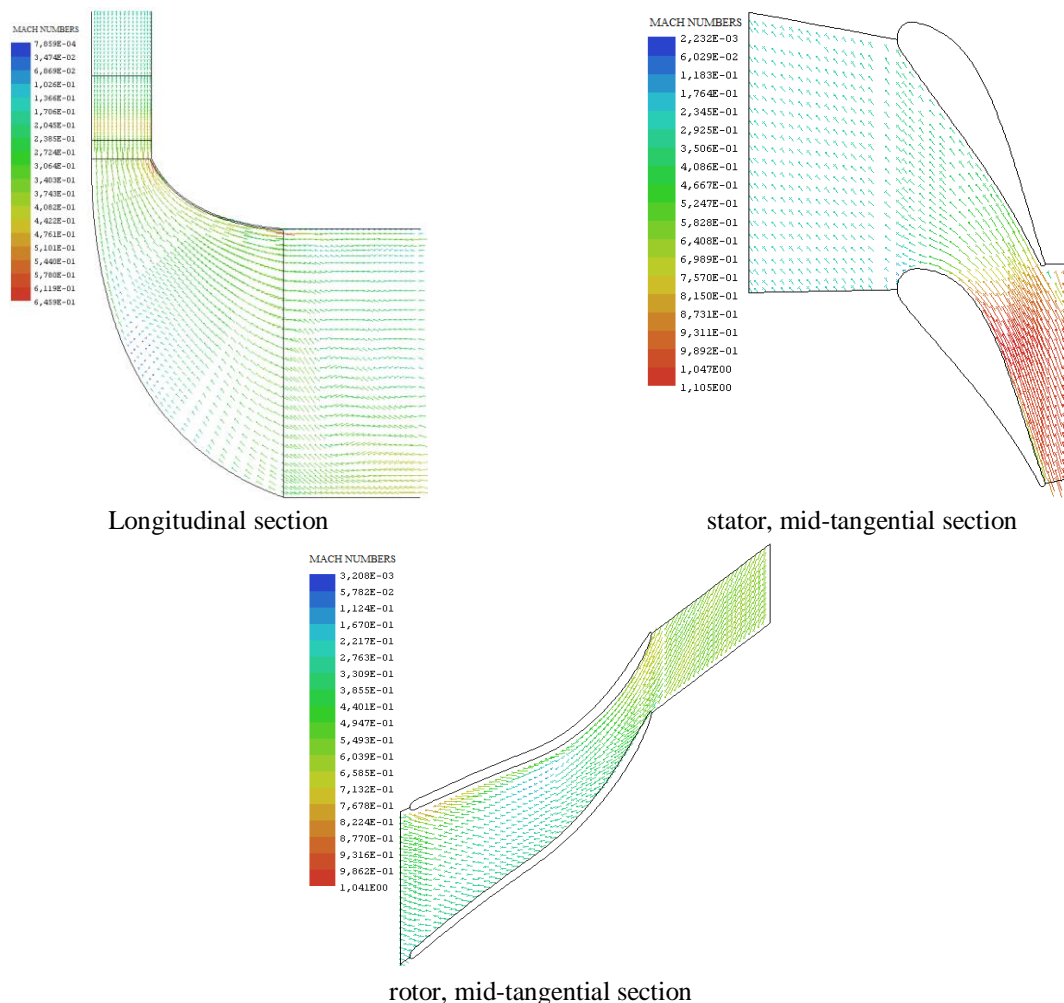 MACH NUMBERS
7,859E-04
3,474E-02
6,869E-02
1,026E-01
1,366E-01
1,706E-01
2,045E-01
2,385E-01
2,724E-01
3,064E-01
3,403E-01
3,743E-01
4,082E-01
4,422E-01
4,761E-01
5,101E-01
5,440E-01
5,780E-01
6,119E-01
6,459E-01
MACH NUMBERS
2,232E-03
6,029E-02
1,183E-01
1,764E-01
2,345E-01
2,925E-01
3,506E-01
4,086E-01
4,667E-01
5,247E-01
5,828E-01
6,408E-01
6,989E-01
7,570E-01
8,150E-01
8,731E-01
9,311E-01
9,892E-01
1,047E00
1,105E00
Longitudinal section
stator, mid-tangential section
MACH NUMBERS
3,208E-03
5,782E-02
1,124E-01
1,670E-01
2,217E-01
2,763E-01
3,309E-01
3,855E-01
4,401E-01
4,947E-01
5,493E-01
6,039E-01
6,585E-01
7,132E-01
7,678E-01
8,224E-01
8,770E-01
9,316E-01
9,862E-01
1,041E00
rotor, mid-tangential section